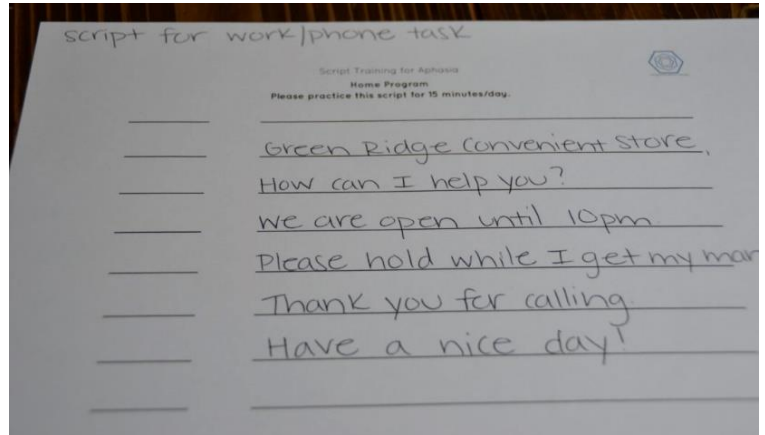 script for work/phone task
Script Training for Aphasia
Home Program
Please practice this script for 15 minutes/day.
Green Ridge Convenient Store,
How can I help you?
We are open until 10pm
Please hold while I get my man
Thank you for calling.
Have a nice day!